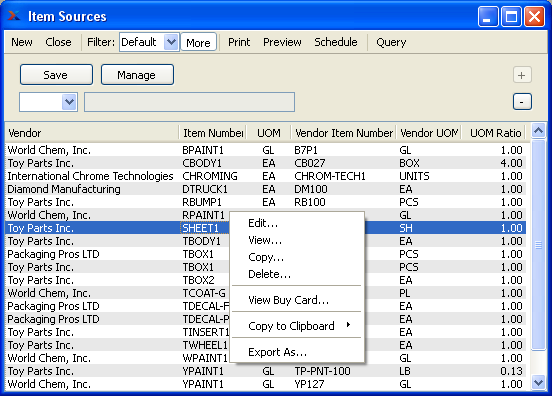 Item Sources
New Close Filter: Default More Print Preview Schedule Query
Save Manage +
-
Vendor Item Number UOM Vendor Item Number Vendor UOM UOM Ratio
World Chem, Inc. BPAINT1 GL B7P1 GL 1.00
Toy Parts Inc. CBODY1 EA CB027 BOX 4.00
International Chrome Technologies CHROMING EA CHROM-TECH1 UNITS 1.00
Diamond Manufacturing DTRUCK1 EA DM100 EA 1.00
Toy Parts Inc. RBUMP1 EA RB100 PCS 1.00
World Chem, Inc. RPAINT1 GL 1.00
Toy Parts Inc. SHEET1 SH 1.00
Toy Parts Inc. TBODY1 EA 1.00
Packaging Pros LTD TBOX1 PCS 1.00
Toy Parts Inc. TBOX1 PCS 1.00
Toy Parts Inc. TBOX2 EA 1.00
World Chem, Inc. TCOAT-G PL 1.00
Packaging Pros LTD TDECAL-F EA 1.00
Packaging Pros LTD TDECAL-P EA 1.00
Toy Parts Inc. TINSERT1 EA 1.00
Toy Parts Inc. TWHEEL1 EA 1.00
World Chem, Inc. WPAINT1 GL 1.00
Toy Parts Inc. YPAINT1 GL TP-PNT-100 LB 0.13
World Chem, Inc. YPAINT1 GL YP127 GL 1.00
Edit...
View...
Copy...
Delete...
View Buy Card...
Copy to Clipboard
Export As...